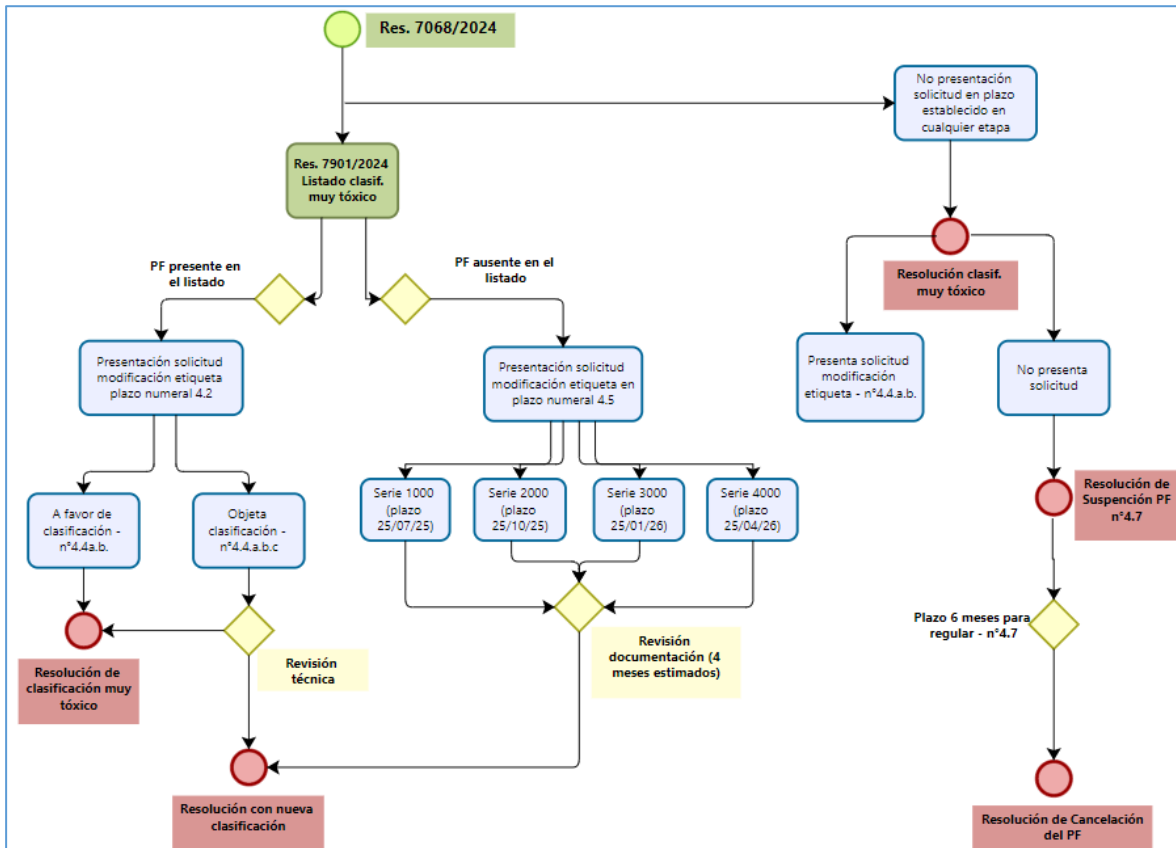 Res. 7068/2024
No presentación
solicitud en plazo
establecido en
cualquier etapa
Res. 7901/2024
Listado clasif.
muy tóxico
PF presente en
el listado
PF ausente en el
listado
Resolución clasif.
muy tóxico
Presentación solicitud
modificación etiqueta
plazo numeral 4.2
Presentación solicitud
modificación etiqueta en
plazo numeral 4.5
Presenta solicitud
modificación
etiqueta - n°4.4.a.b.
No presenta
solicitud
A favor de
clasificación -
n°4.4a.b.
Objeta
clasificación -
n°4.4.a.b.c
Serie 1000
(plazo
25/07/25)
Serie 2000
(plazo
25/10/25)
Serie 3000
(plazo
25/01/26)
Serie 4000
(plazo
25/04/26)
Resolución de
Suspención PF
n°4.7
Plazo 6 meses para
regular - n°4.7
Revisión
técnica
Revisión
documentación (4
meses estimados)
Resolución de
clasificación muy
tóxico
Resolución con nueva
clasificación
Resolución de Cancelación
del PF